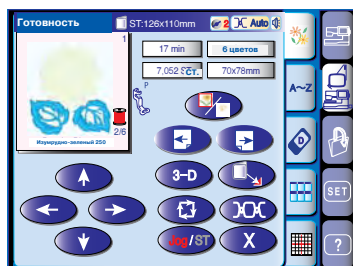 Готовность ST:126x110mm 2 Auto
1
17 min 6 цветов
7,052 Ст. 70x78mm
P
2/6
Изумрудно-зеленый 250
A~Z
D
3-D
SET
Jog/ST X
?